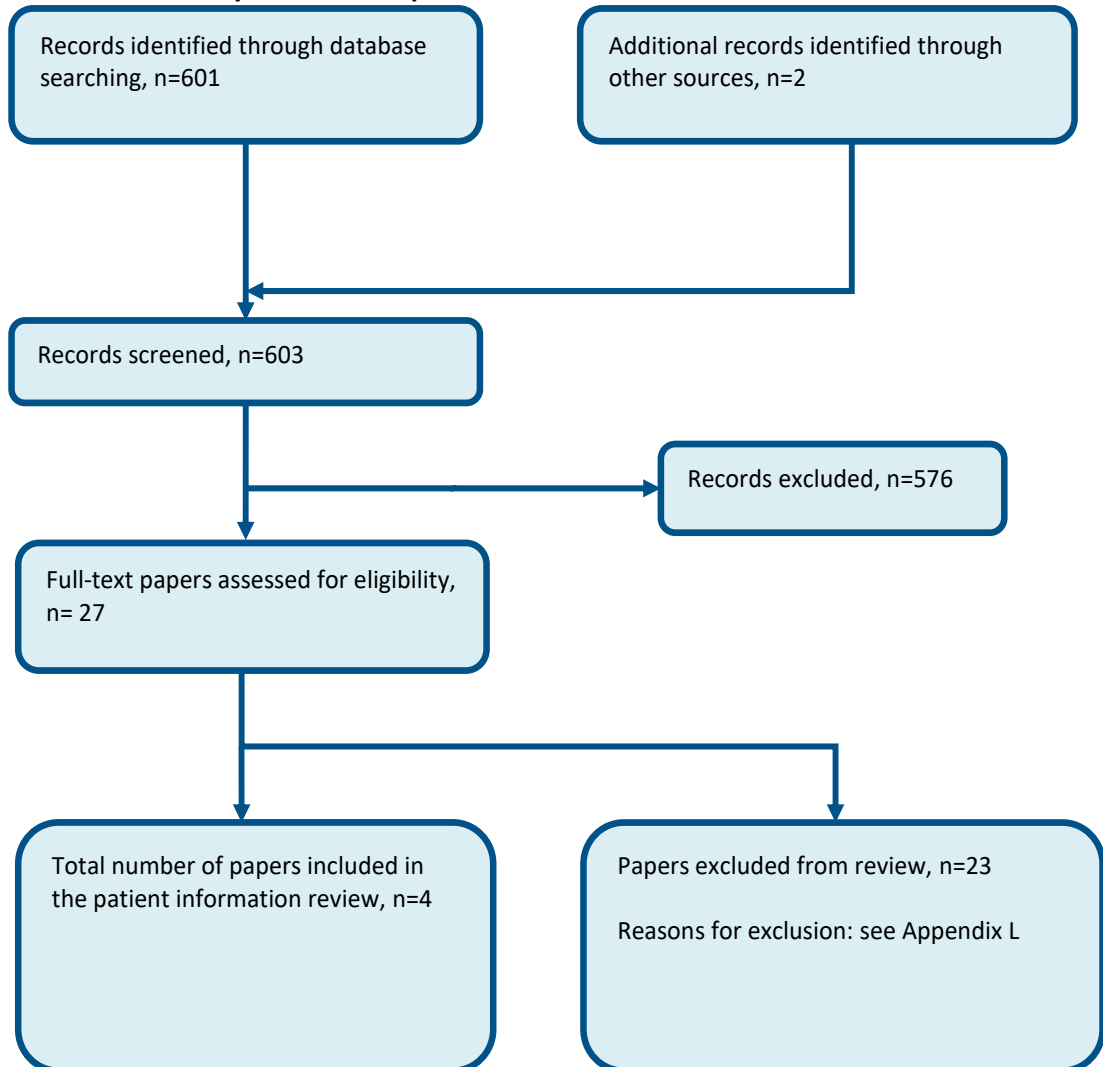 Records identified through database
searching, n=601
Additional records identified through
other sources, n=2
Records screened, n=603
Records excluded, n=576
Full-text papers assessed for eligibility,
n= 27
Total number of papers included in
the patient information review, n=4
Papers excluded from review, n=23
Reasons for exclusion: see Appendix L